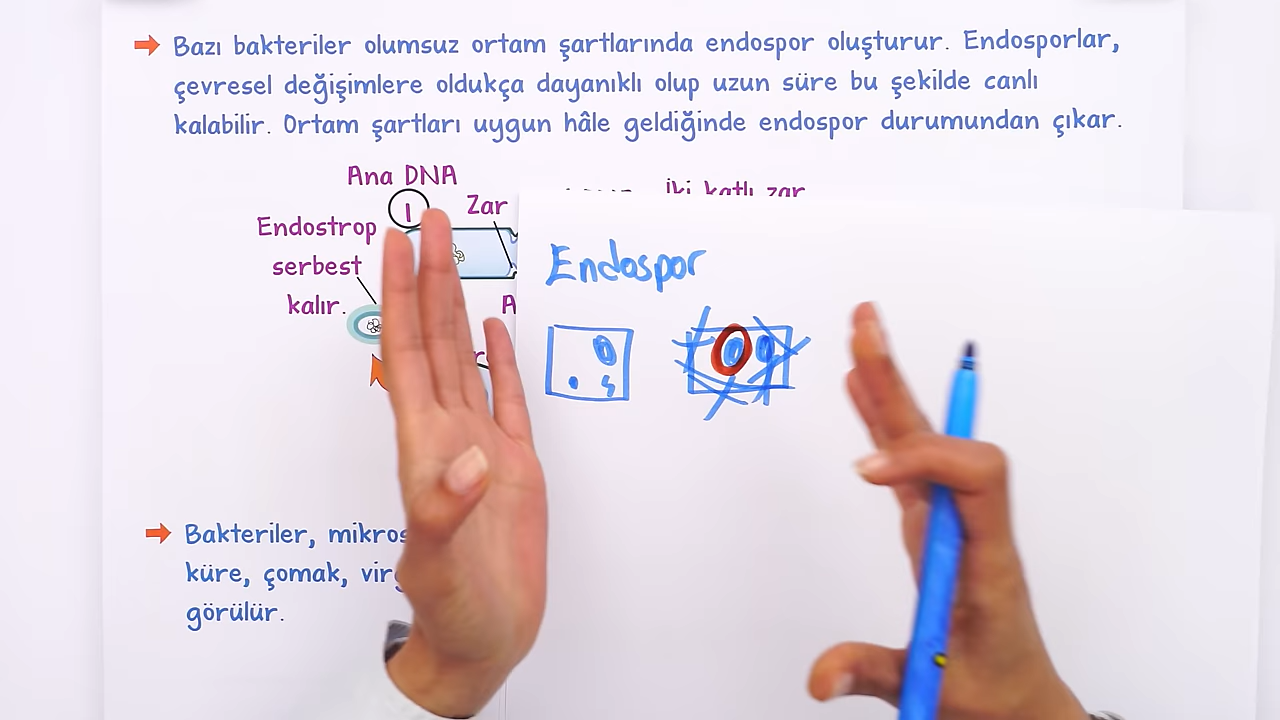 Bazı bakteriler olumsuz ortam şartlarında endospor oluşturur. Endosporlar,
çevresel değişimlere oldukça dayanıklı olup uzun süre bu şekilde canlı
kalabilir. Ortam şartları uygun hâle geldiğinde endospor durumundan çıkar.
Ana DNA
1
Zar
İki katlı zar
Endostrop
serbest
kalır.
Endospor
Bakteriler,
küre, çomak,
görülür.